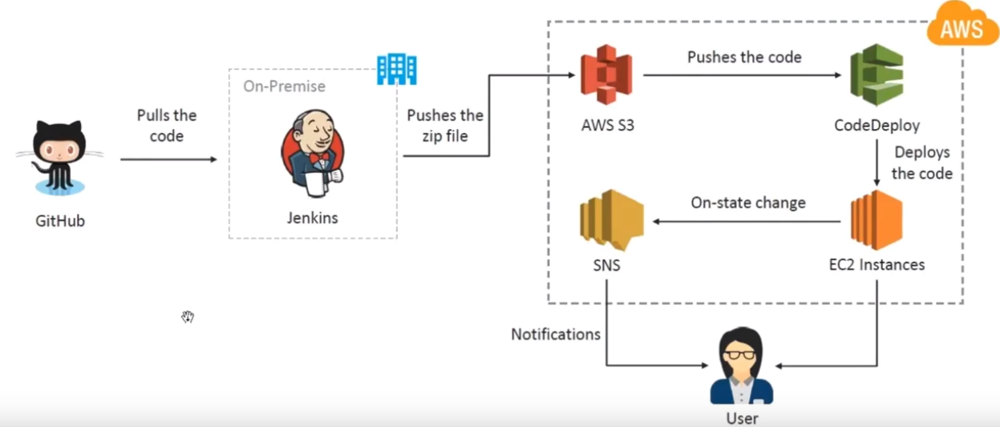 AWS
On-Premise
Pulls the
code
GitHub
Jenkins
Pushes the
zip file
AWS S3
Pushes the code
CodeDeploy
Deploys
the code
On-state change
SNS
EC2 Instances
Notifications
User